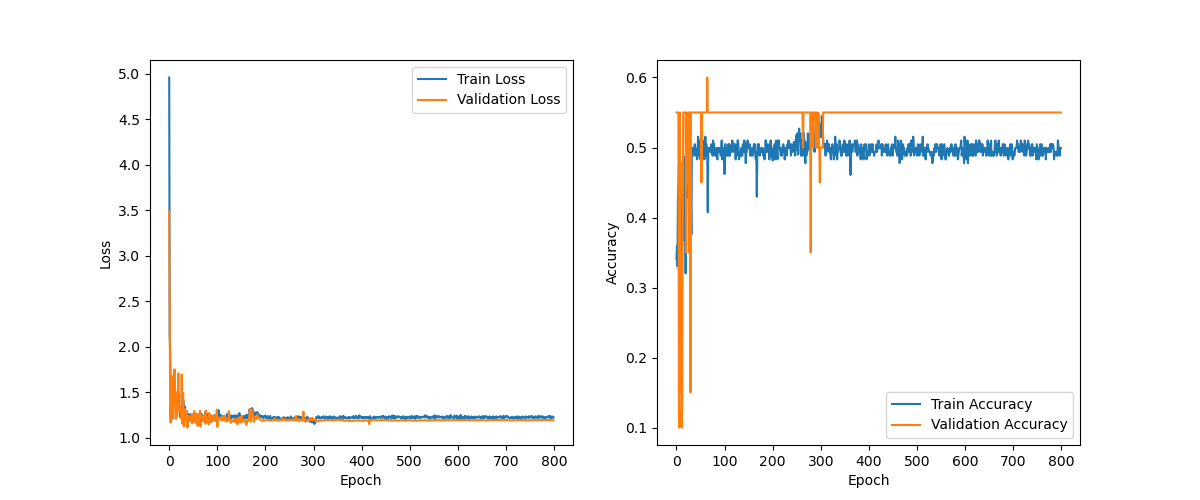 5.0
4.5
4.0
3.5
3.0
2.5
2.0
1.5
1.0
Loss
Train Loss
Validation Loss
0 100 200 300 400 500 600 700 800
Epoch
0.6
0.5
0.4
0.3
0.2
0.1
Accuracy
Train Accuracy
Validation Accuracy
0 100 200 300 400 500 600 700 800
Epoch